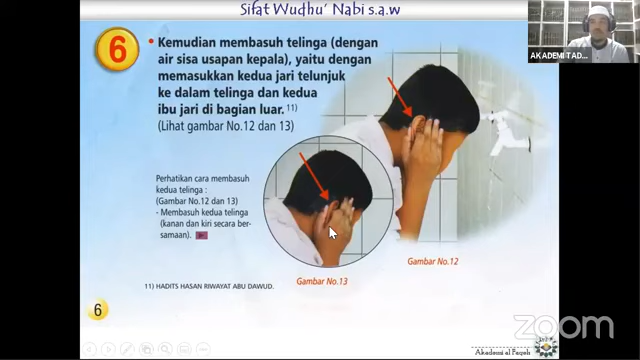 Sifat Wudhu' Nabi s.a.w
6
• Kemudian membasuh telinga (dengan
air sisa usapan kepala), yaitu dengan
memasukkan kedua jari telunjuk
ke dalam telinga dan kedua
ibu jari di bagian luar. 11)
(Lihat gambar No.12 dan 13)
Perhatikan cara membasuh
kedua telinga :
(Gambar No.12 dan 13)
- Membasuh kedua telinga
(kanan dan kiri secara ber-
samaan).
Gambar No.12
Gambar No.13
11) HADITS HASAN RIWAYAT ABU DAWUD.
6
AKADEMI TAD...
Akademi al Faqeh
zoom